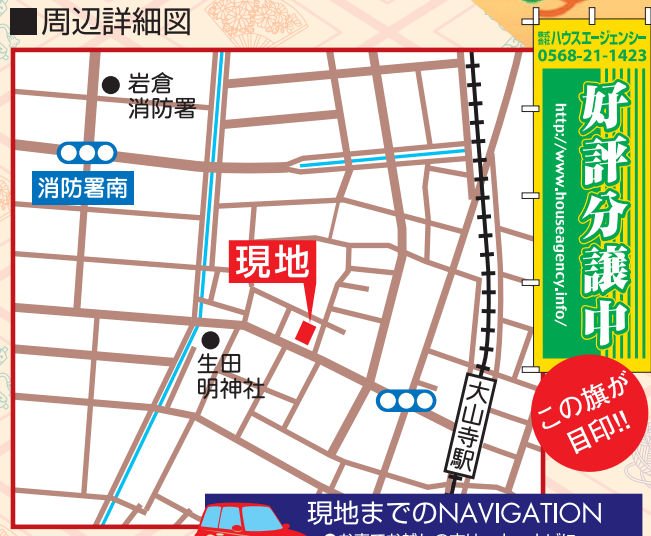 ■周辺詳細図
岩倉
消防署
消防署南
現地
生田
明神社
大山寺駅
株式会社ハウスエージェンシー
0568-21-1423
好評分譲中
http://www.houseagency.info/
この旗が
目印!!
現地までのNAVIGATION